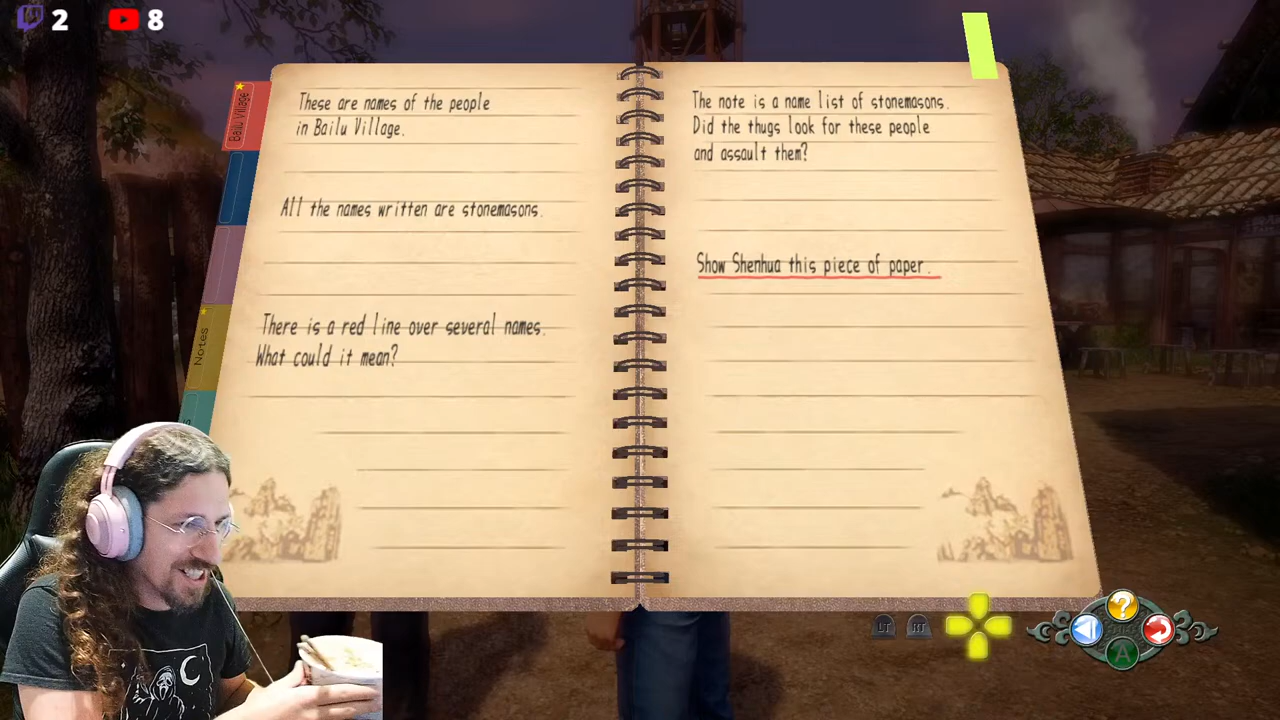 2 8
Bailu Village
These are names of the people
in Bailu Village.
All the names written are stonemasons.
There is a red line over several names.
What could it mean?
Notes
The note is a name list of stonemasons.
Did the thugs look for these people
and assault them?
Show Shenhua this piece of paper.
LT RT
?
A